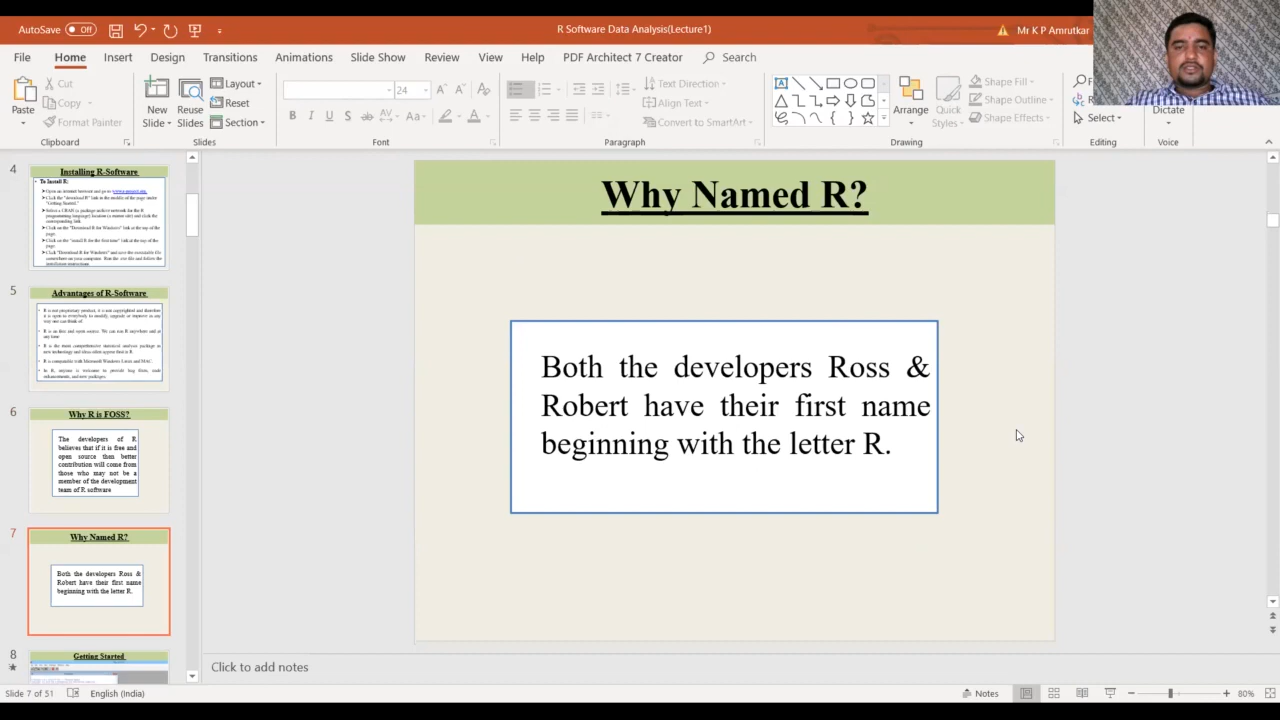 AutoSave Off
R Software Data Analysis(Lecture1)
Mr K P Amrutkar
File Home Insert Design Transitions Animations Slide Show Review View Help PDF Architect 7 Creator Search
Paste
Cut
Copy
Format Painter
Clipboard
New Slide
Reuse Slides
Layout
Reset
Section
Slides
24
Font
Text Direction
Align Text
Convert to SmartArt
Paragraph
Arrange
Quick Styles
Shape Fill
Shape Outline
Shape Effects
Drawing
Select
Editing
Dictate
Voice
4
Installing R-Software
To Install R:
5
Advantages of R-Software
6
Why R is FOSS?
The developers of R
believes that if it is free and
open source then better
contribution will come from
those who may not be a
member of the development
team of R software
7
Why Named R?
Both the developers Ross &
Robert have their first name
beginning with the letter R.
8
Getting Started
Why Named R?
Both the developers Ross &
Robert have their first name
beginning with the letter R.
Click to add notes
Slide 7 of 51 English (India) Notes 80%